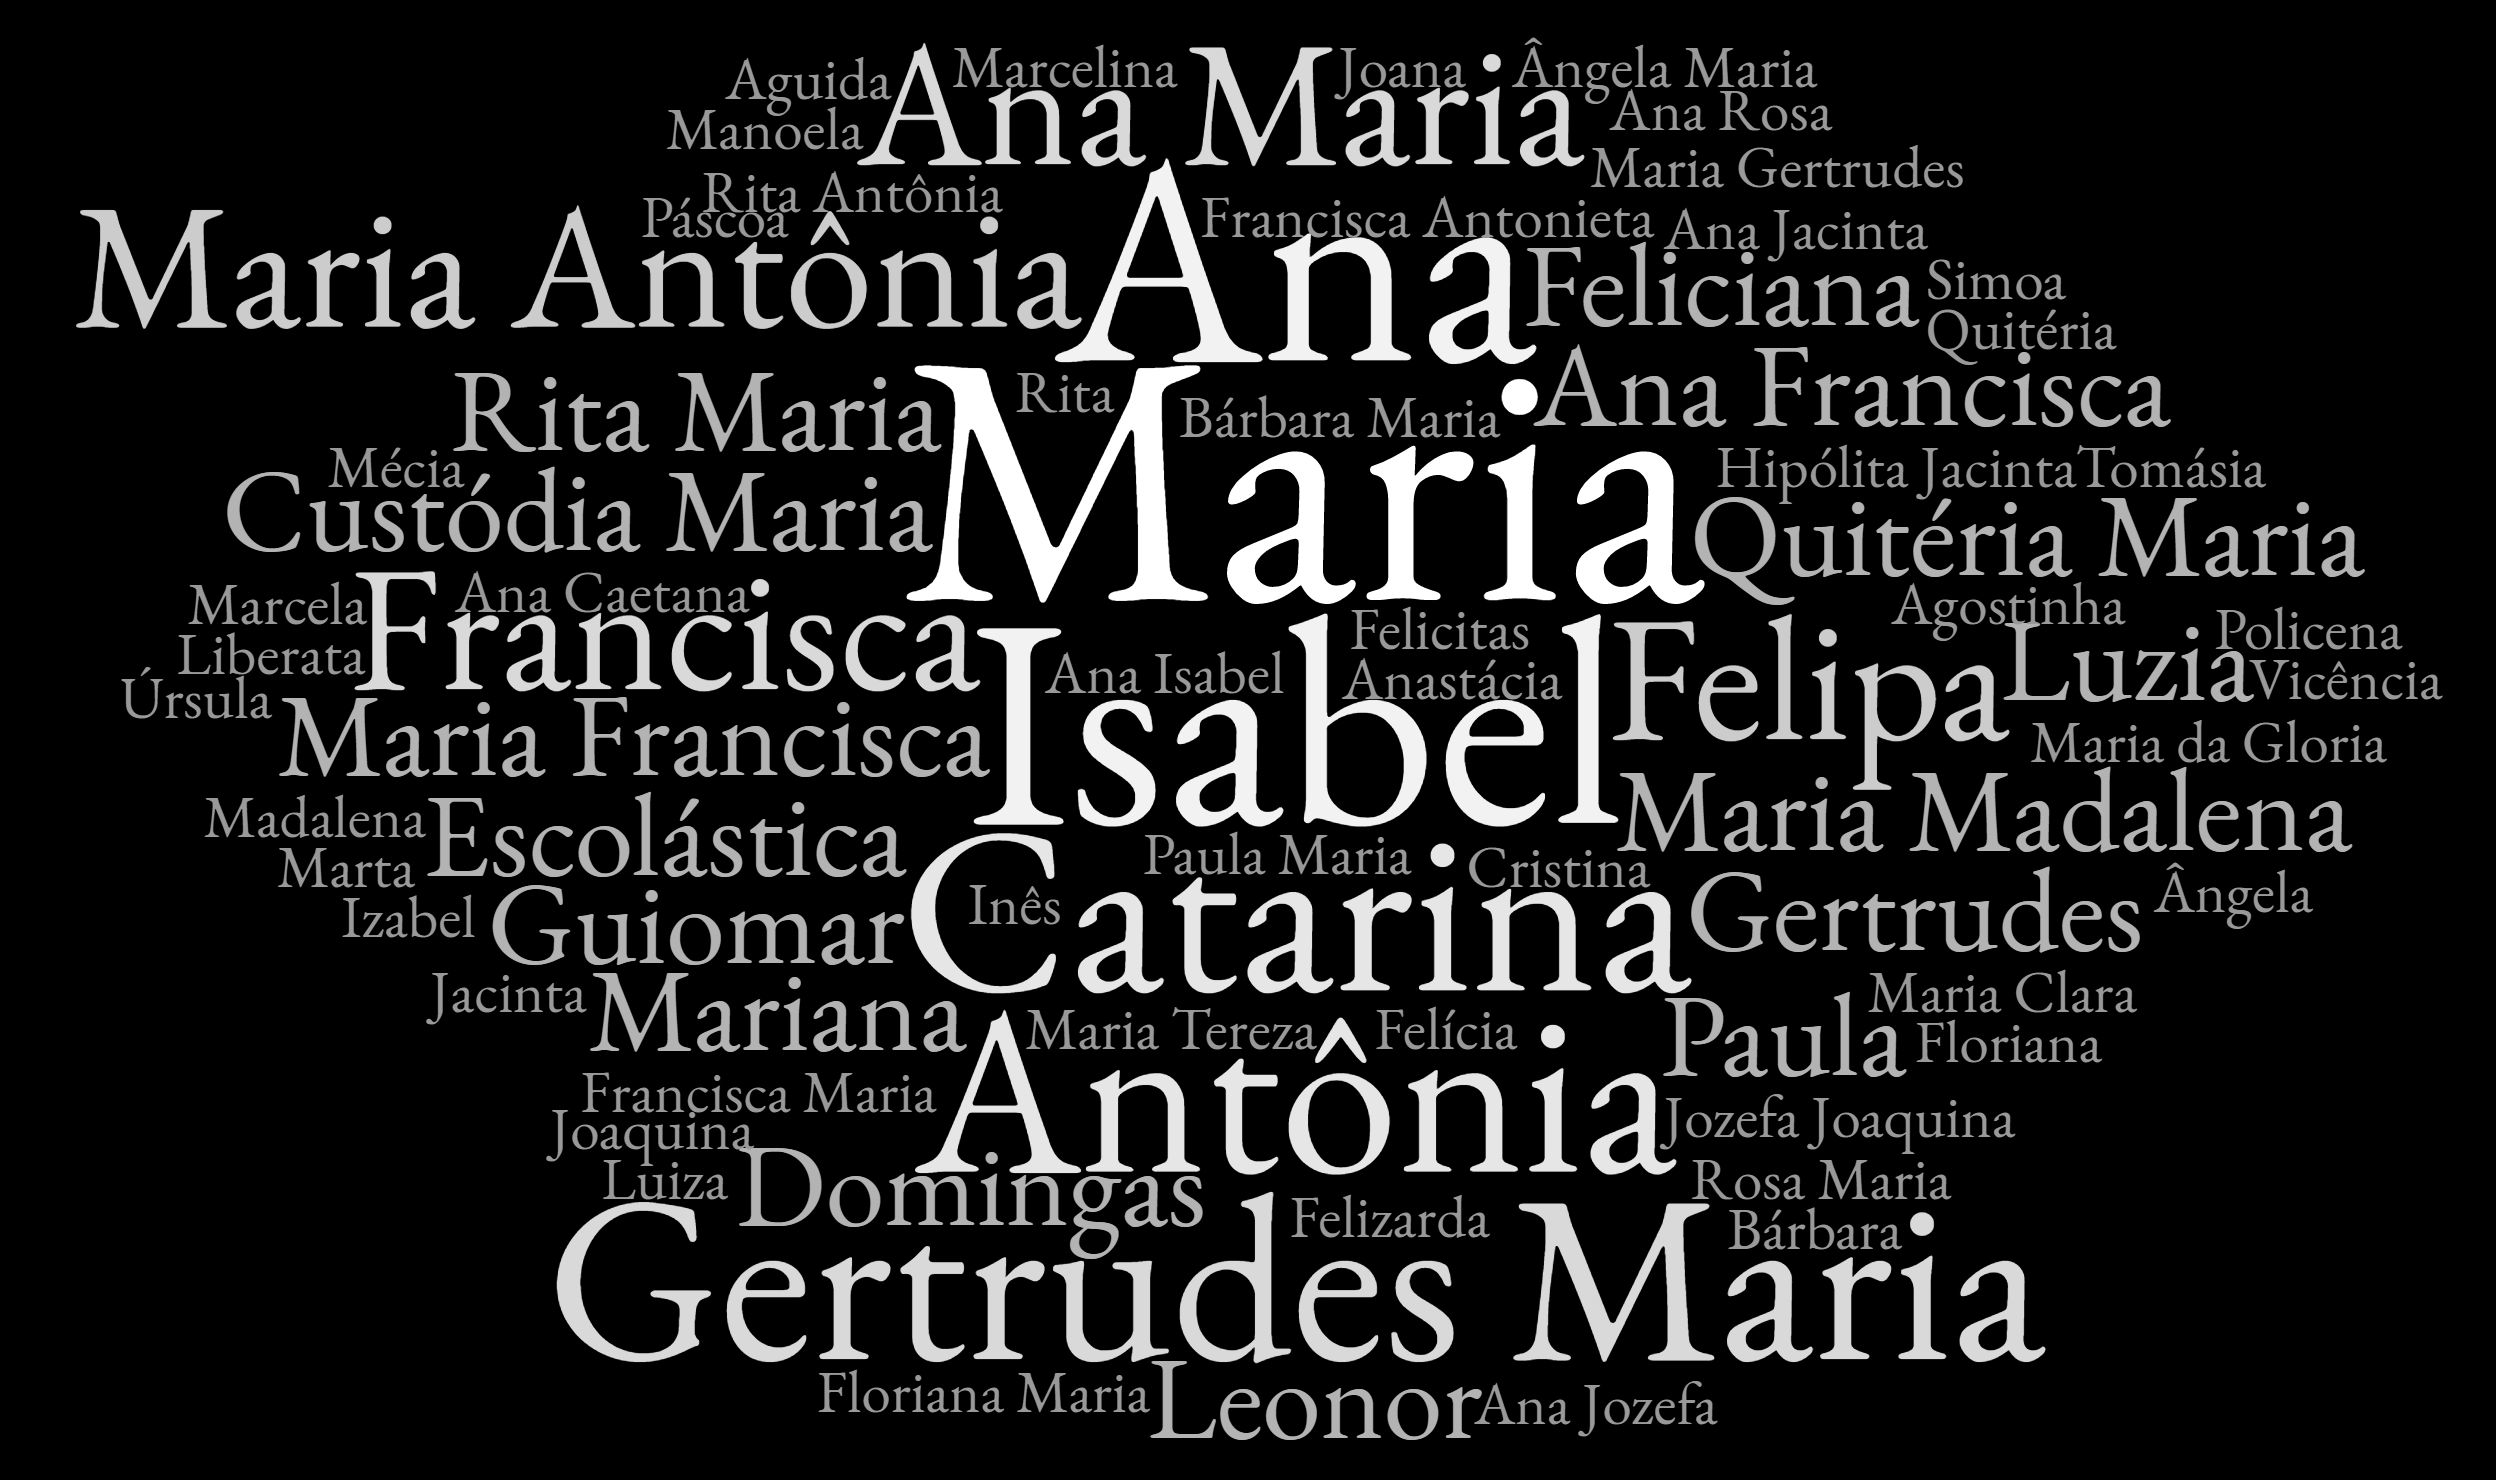 Aguida
Marcelina
Joana
Ângela Maria
Ana Maria
Ana Rosa
Manoela
Maria Gertrudes
Rita Antônia
Páscoa
Francisca Antonieta
Ana Jacinta
Maria Antônia
Ana
Feliciana
Simoa
Quitéria
Rita Maria
Rita
Bárbara Maria
Ana Francisca
Mécia
Maria
Hipólita Jacinta
Tomásia
Custódia Maria
Quitéria Maria
Marcela
Ana Caetana
Agostinha
Francisca
Felicitas
Policena
Liberata
Isabel
Ana Isabel
Anastácia
Felipa
Luzia
Vicência
Úrsula
Maria Francisca
Maria da Gloria
Madalena
Escolástica
Maria Madalena
Marta
Paula Maria
Cristina
Izabel
Guiomar
Inês
Catarina
Gertrudes
Ângela
Jacinta
Mariana
Maria Clara
Maria Tereza
Felícia
Paula
Floriana
Francisca Maria
Antônia
Jozefa Joaquina
Joaquina
Luiza
Domingas
Rosa Maria
Felizarda
Bárbara
Gertrudes Maria
Floriana Maria
Leonor
Ana Jozefa